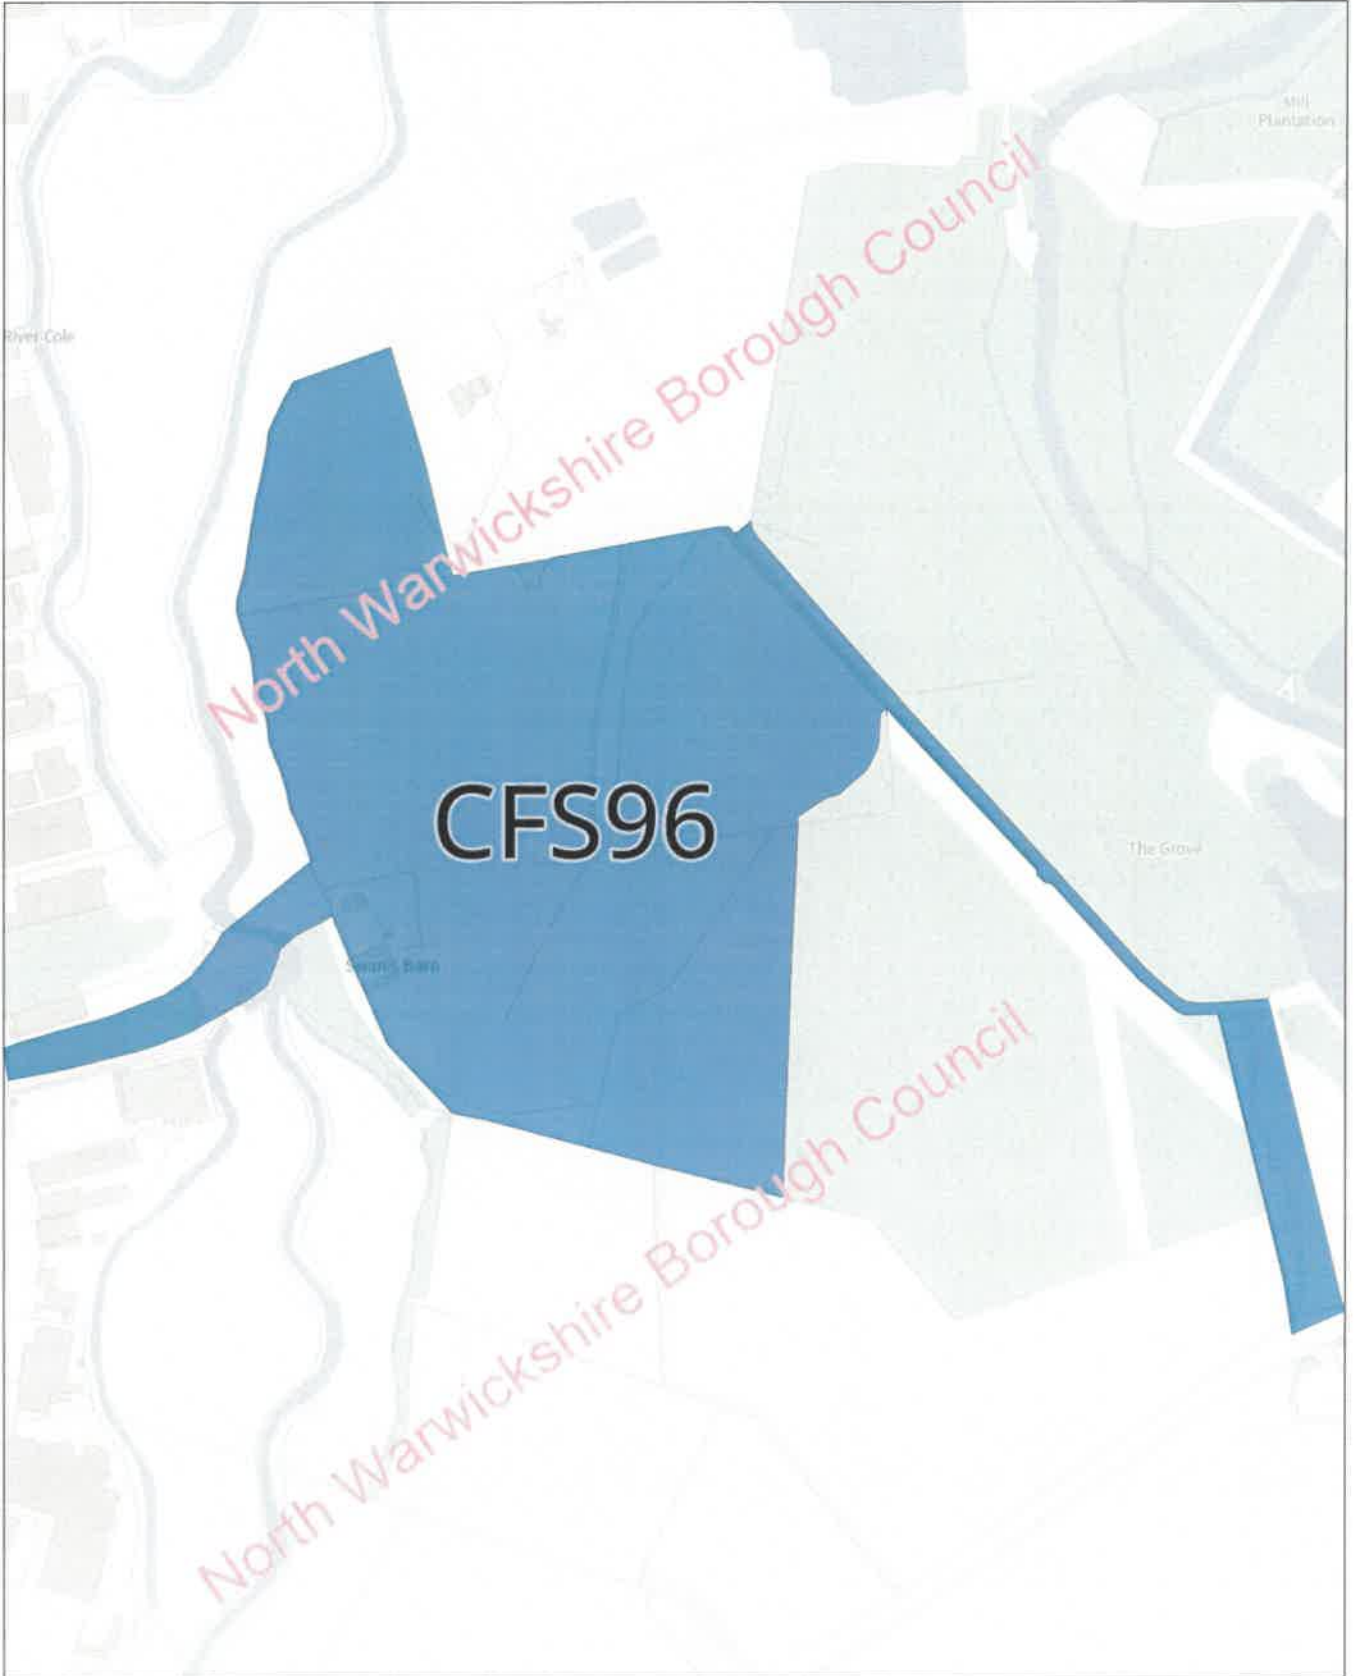 Mill
Plantation
North Warwickshire Borough Council
River Cole
CFS96
The Grove
North Warwickshire Borough Council